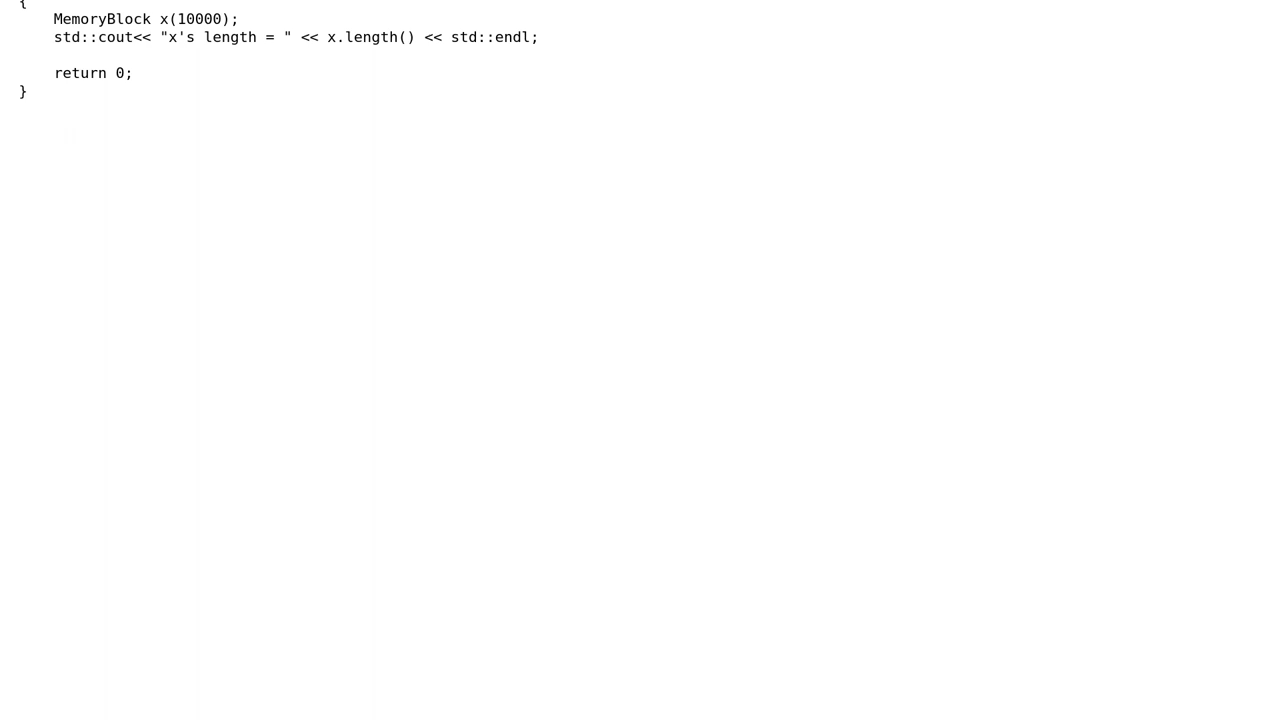 {
    MemoryBlock x(10000);
    std::cout<< "x's length = " << x.length() << std::endl;

    return 0;
}